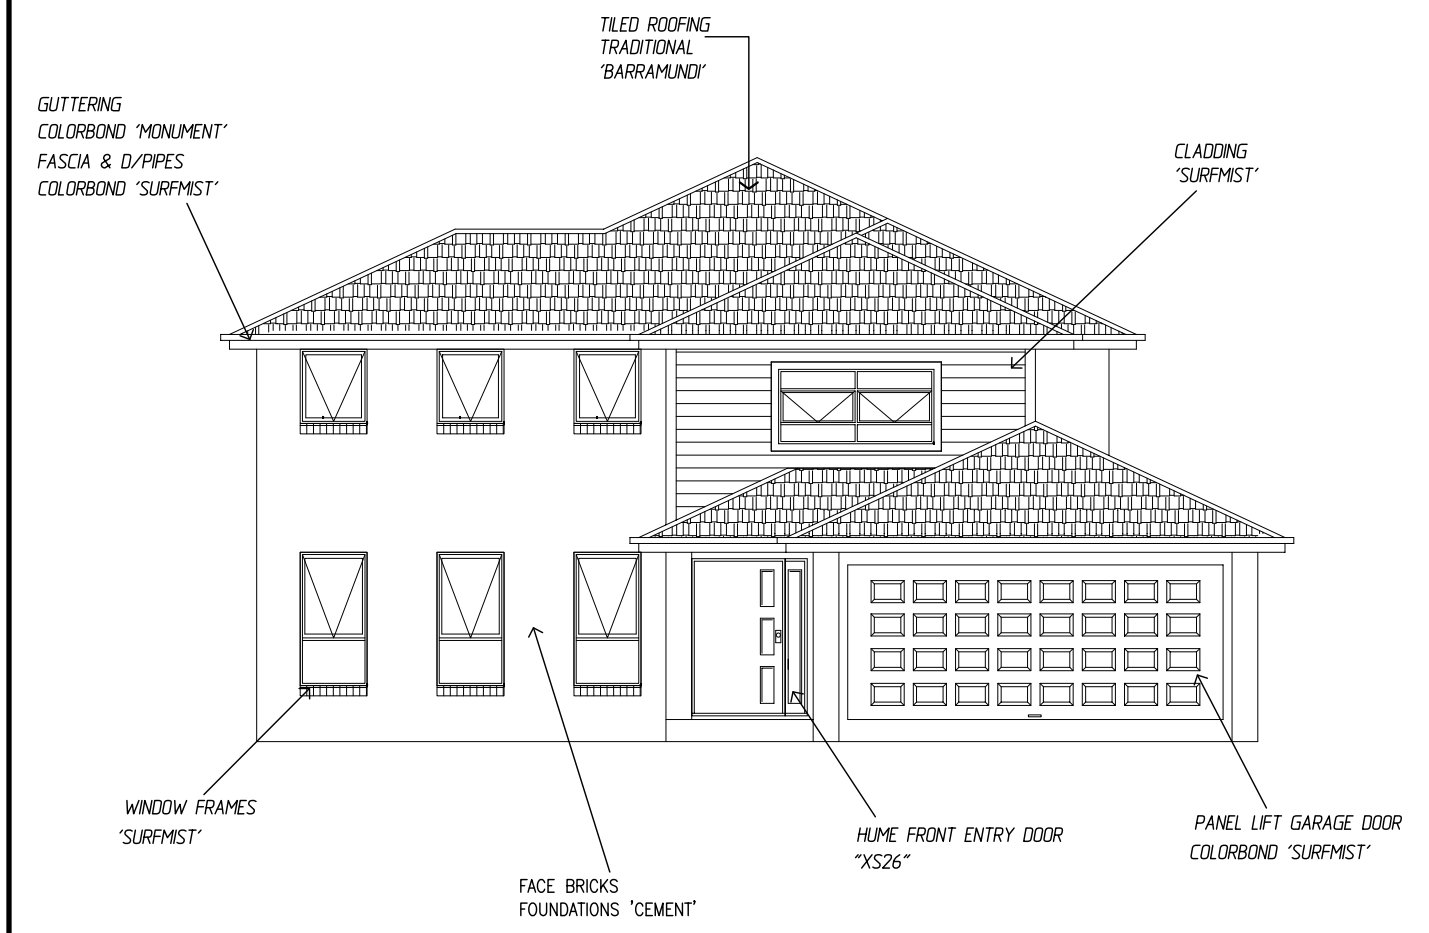 TILED ROOFING
TRADITIONAL
'BARRAMUNDI'
GUTTERING
COLORBOND 'MONUMENT'
FASCIA & D/PIPES
COLORBOND 'SURFMIST'
CLADDING
'SURFMIST'
WINDOW FRAMES
'SURFMIST'
FACE BRICKS
FOUNDATIONS 'CEMENT'
HUME FRONT ENTRY DOOR
"XS26"
PANEL LIFT GARAGE DOOR
COLORBOND 'SURFMIST'